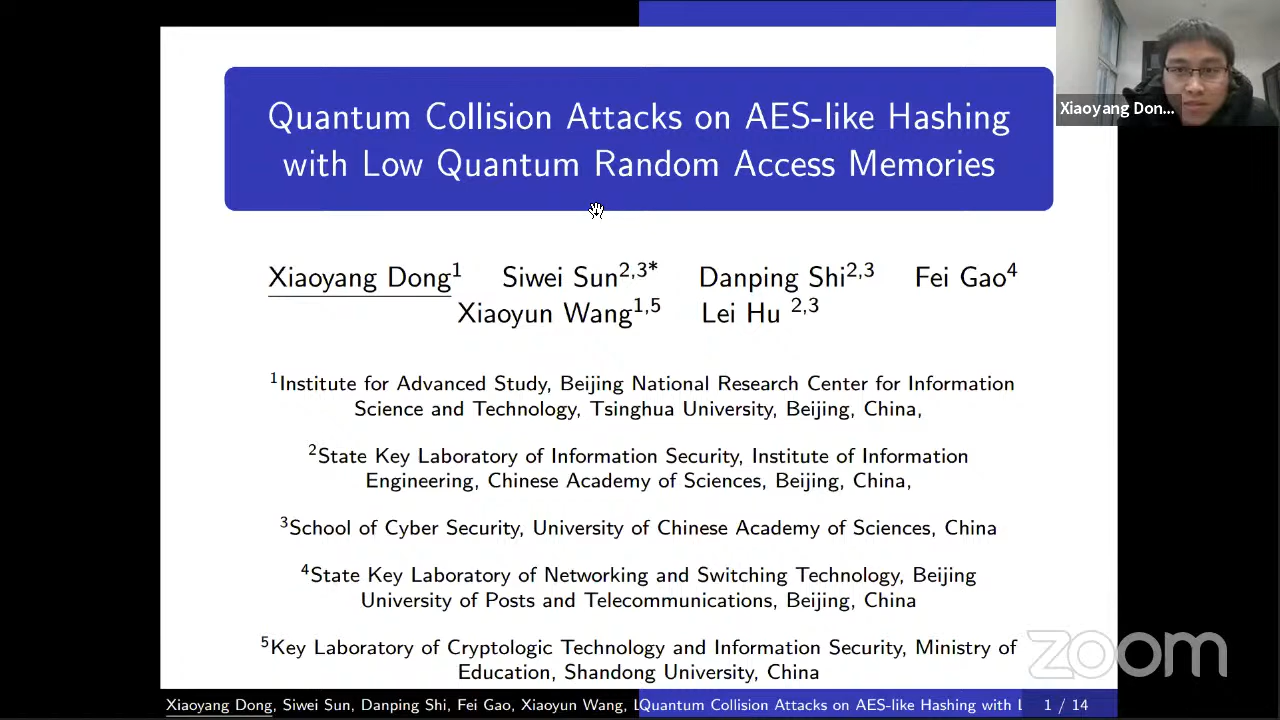 Quantum Collision Attacks on AES-like Hashing
with Low Quantum Random Access Memories
Xiaoyang Don...
Xiaoyang Dong1 Siwei Sun2,3* Danping Shi2,3 Fei Gao4
Xiaoyun Wang1,5 Lei Hu 2,3
1Institute for Advanced Study, Beijing National Research Center for Information
Science and Technology, Tsinghua University, Beijing, China,
2State Key Laboratory of Information Security, Institute of Information
Engineering, Chinese Academy of Sciences, Beijing, China,
3School of Cyber Security, University of Chinese Academy of Sciences, China
4State Key Laboratory of Networking and Switching Technology, Beijing
University of Posts and Telecommunications, Beijing, China
5Key Laboratory of Cryptologic Technology and Information Security, Ministry of
Education, Shandong University, China
zoom
Xiaoyang Dong, Siwei Sun, Danping Shi, Fei Gao, Xiaoyun Wang, L Quantum Collision Attacks on AES-like Hashing with L 1 / 14